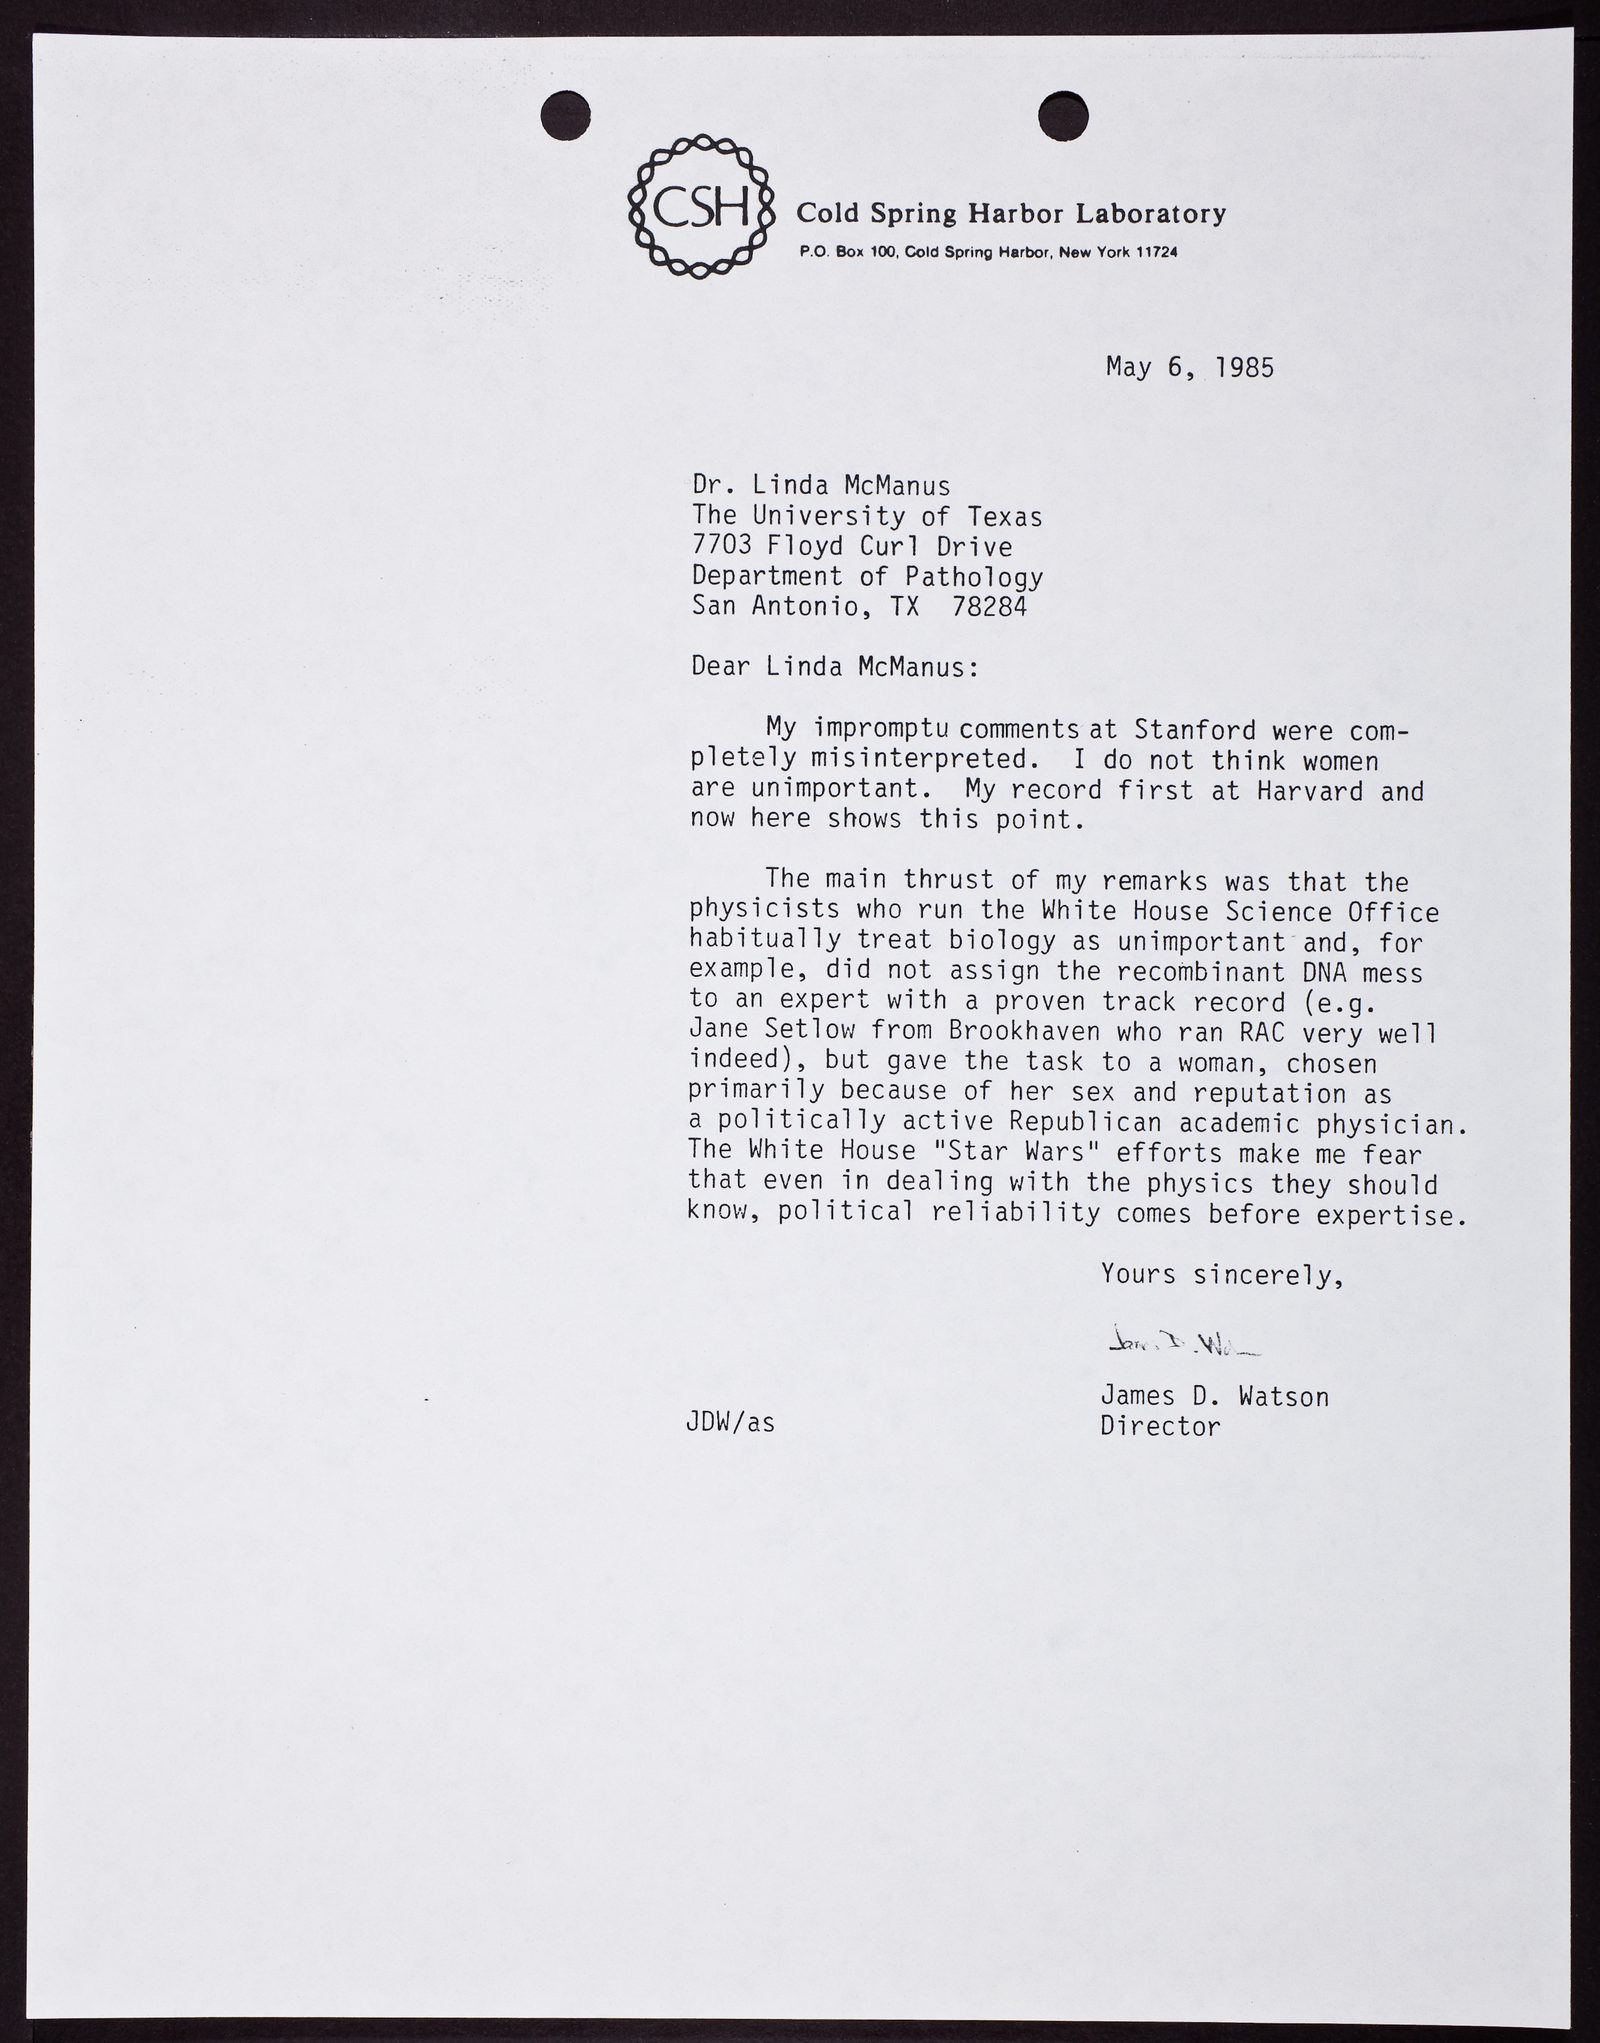 CSH
Cold Spring Harbor Laboratory
P.O. Box 100, Cold Spring Harbor, New York 11724
May 6, 1985
Dr. Linda McManus
The University of Texas
7703 Floyd Curl Drive
Department of Pathology
San Antonio, TX  78284
Dear Linda McManus:
My impromptu comments at Stanford were com-
pletely misinterpreted.  I do not think women
are unimportant.  My record first at Harvard and
now here shows this point.
The main thrust of my remarks was that the
physicists who run the White House Science Office
habitually treat biology as unimportant and, for
example, did not assign the recombinant DNA mess
to an expert with a proven track record (e.g.
Jane Setlow from Brookhaven who ran RAC very well
indeed), but gave the task to a woman, chosen
primarily because of her sex and reputation as
a politically active Republican academic physician.
The White House "Star Wars" efforts make me fear
that even in dealing with the physics they should
know, political reliability comes before expertise.
Yours sincerely,
James D. Watson
JDW/as
Director